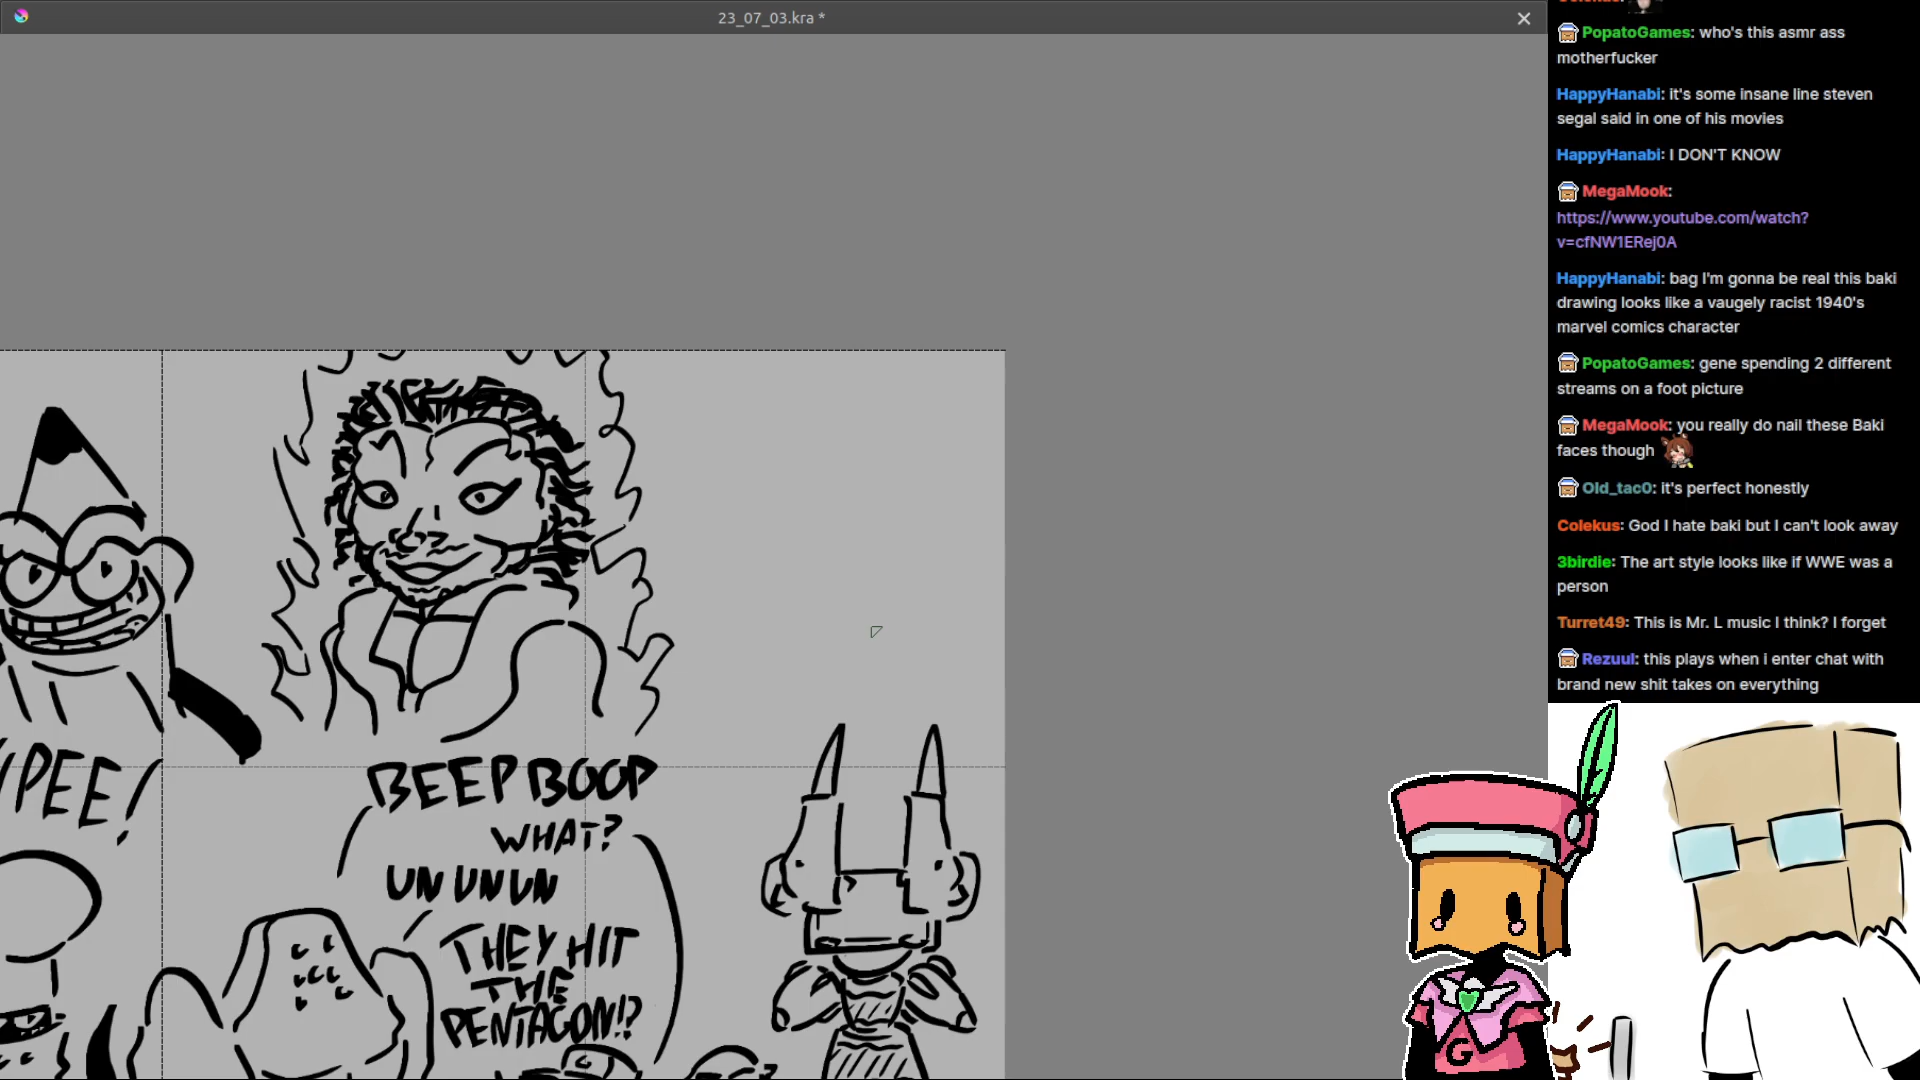 23_07_03.kra *
PopatoGames: who's this asmr ass
motherfucker
HappyHanabi: it's some insane line steven
segal said in one of his movies
HappyHanabi: I DON'T KNOW
MegaMook:
https://www.youtube.com/watch?
v=cfNW1ERej0A
HappyHanabi: bag I'm gonna be real this baki
drawing looks like a vaugely racist 1940's
marvel comics character
PopatoGames: gene spending 2 different
streams on a foot picture
MegaMook: you really do nail these Baki
faces though
Old_tac0: it's perfect honestly
Colekus: God I hate baki but I can't look away
3birdie: The art style looks like if WWE was a
person
Turret49: This is Mr. L music I think? I forget
Rezuul: this plays when i enter chat with
brand new shit takes on everything
PEE!
BEEP BOOP
WHAT?
UN UN UN
THEY HIT
THE
PENTAGON!?
G